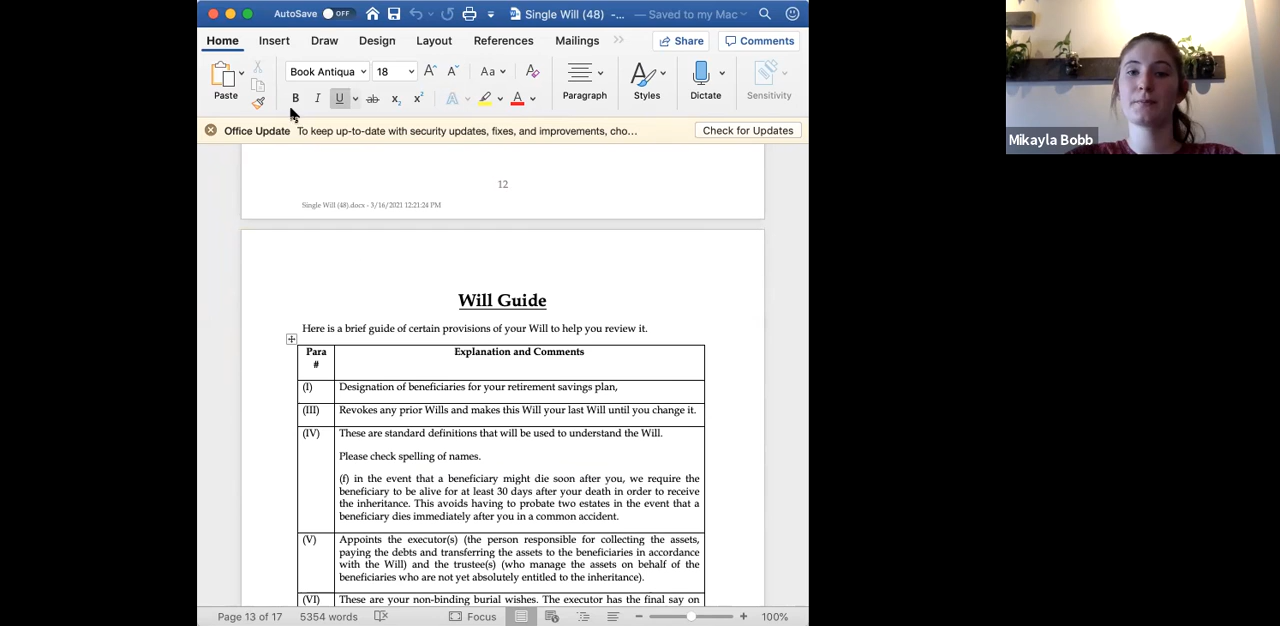 AutoSave OFF Single Will (48) -... — Saved to my Mac
Home Insert Draw Design Layout References Mailings Share Comments
Paste Book Antiqua 18 Paragraph Styles Dictate Sensitivity
Office Update To keep up-to-date with security updates, fixes, and improvements, cho... Check for Updates
12
Single Will (48).docs - 3/16/2021 12:21:24 PM
Will Guide
Here is a brief guide of certain provisions of your Will to help you review it.
Para # Explanation and Comments
(I) Designation of beneficiaries for your retirement savings plan,
(III) Revokes any prior Wills and makes this Will your last Will until you change it.
(IV) These are standard definitions that will be used to understand the Will.
Please check spelling of names.
(f) in the event that a beneficiary might die soon after you, we require the
beneficiary to be alive for at least 30 days after your death in order to receive
the inheritance. This avoids having to probate two estates in the event that a
beneficiary dies immediately after you in a common accident.
(V) Appoints the executor(s) (the person responsible for collecting the assets,
paying the debts and transferring the assets to the beneficiaries in accordance
with the Will) and the trustee(s) (who manage the assets on behalf of the
beneficiaries who are not yet absolutely entitled to the inheritance).
(VI) These are your non-binding burial wishes. The executor has the final say on
Page 13 of 17 5354 words Focus 100%
Mikayla Bobb